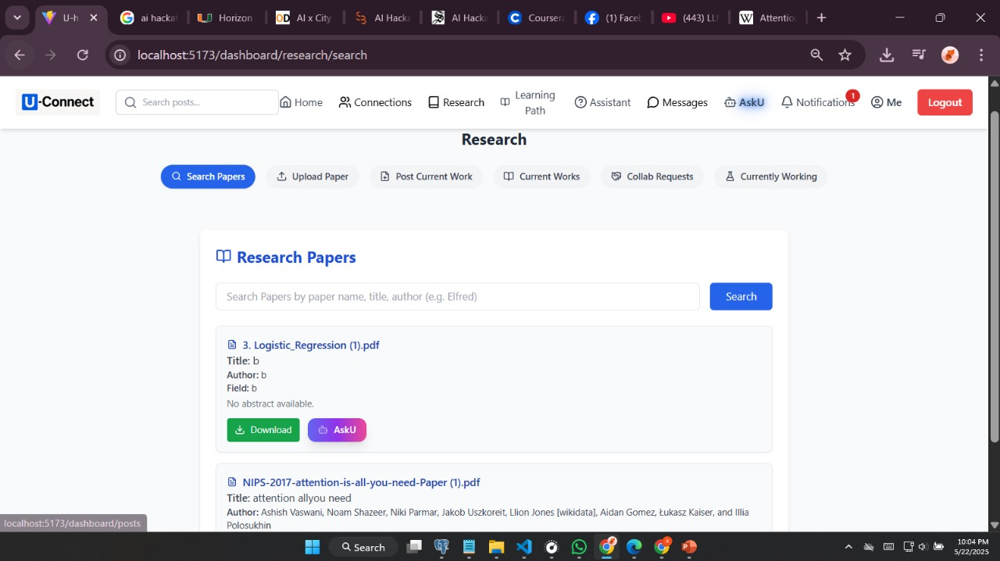 U-h
ai hackat
Horizon
AI x City
AI Hacka
AI Hacka
Coursera
(1) Faceb
(443) LLM
Attentio
localhost:5173/dashboard/research/search
U-Connect
Search posts...
Home
Connections
Research
Learning
Path
Assistant
Messages
AskU
Notifications
1
Me
Logout
Research
Search Papers
Upload Paper
Post Current Work
Current Works
Collab Requests
Currently Working
Research Papers
Search Papers by paper name, title, author (e.g. Elfred)
Search
3. Logistic_Regression (1).pdf
Title: b
Author: b
Field: b
No abstract available.
Download
AskU
NIPS-2017-attention-is-all-you-need-Paper (1).pdf
Title: attention allyou need
Author: Ashish Vaswani, Noam Shazeer, Niki Parmar, Jakob Uszkoreit, Llion Jones [wikidata], Aidan Gomez, Łukasz Kaiser, and Illia
Polosukhin
localhost:5173/dashboard/posts
Search
10:04 PM
5/22/2025